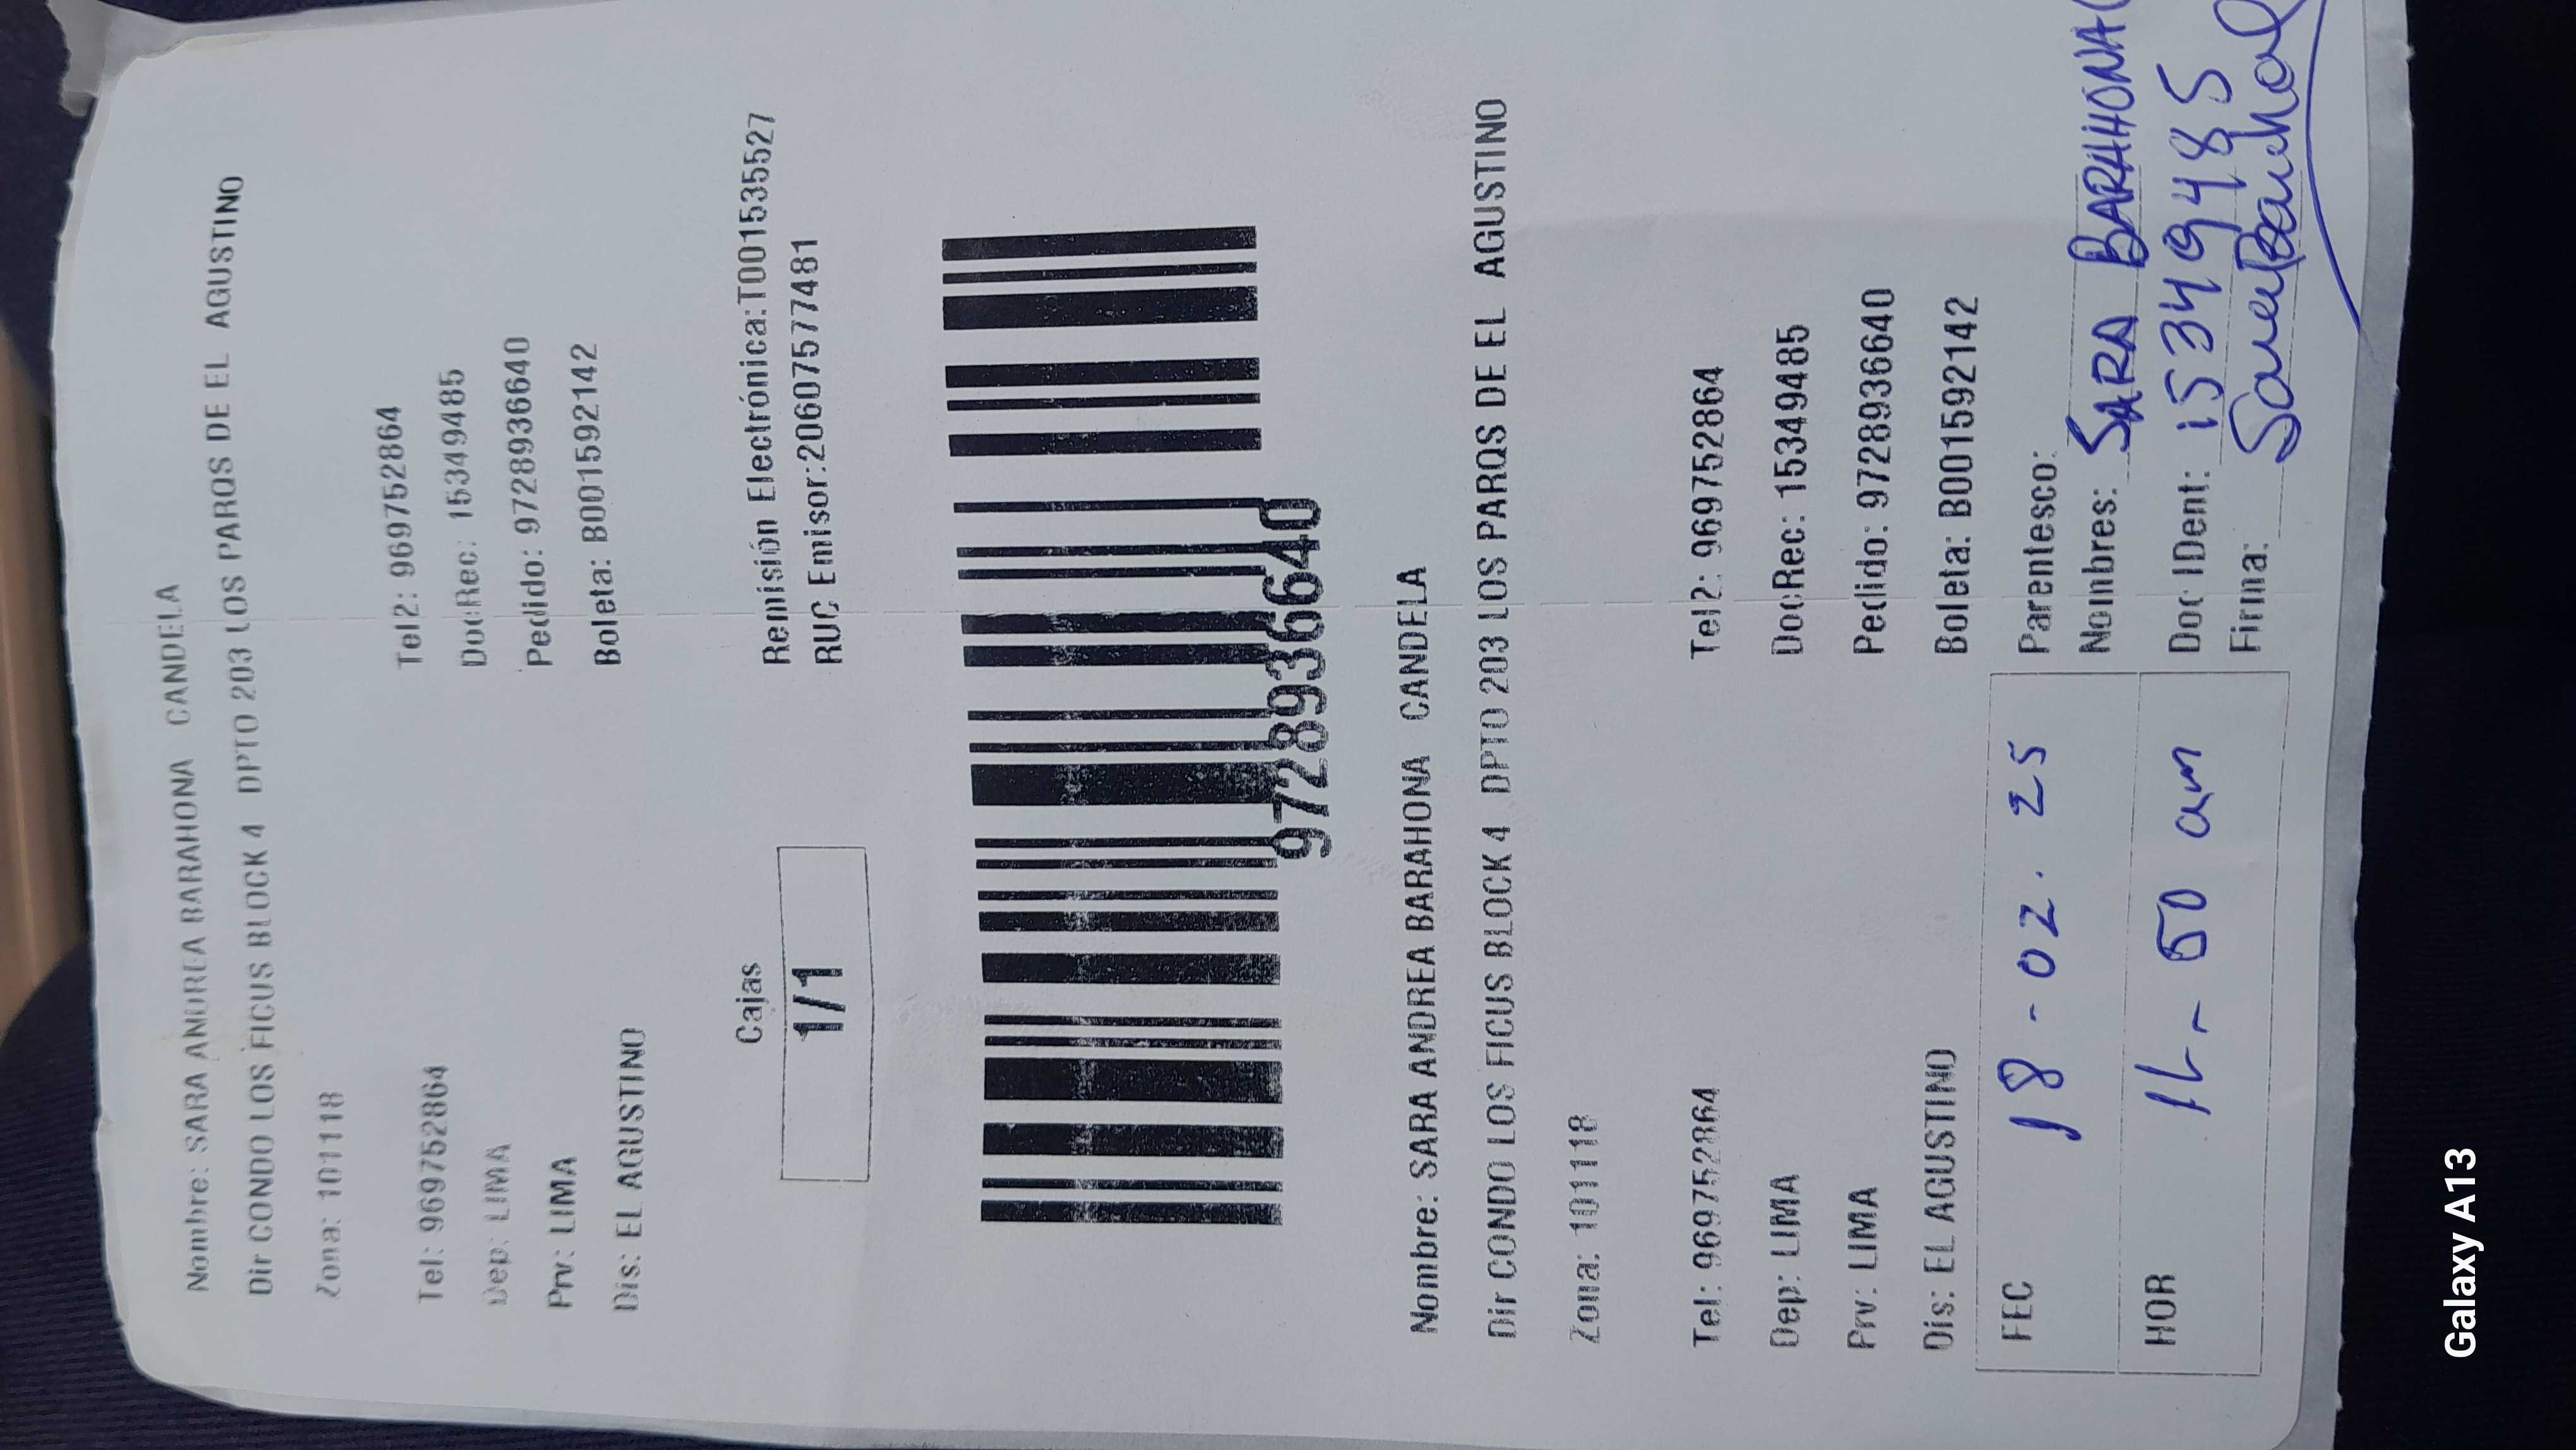 Nombre: SARA ANDREA BARAHONA CANDELA
Dir CONDO LOS FICUS BLOCK 4 DPTO 203 LOS PARQS DE EL AGUSTINO
Zona: 101118
Tel: 969752864 Tel2: 969752864
Dep: LIMA DocRec: 15349485
Prv: LIMA Pedido: 97289366​40
Dis: EL AGUSTINO Boleta: B001592142
Cajas Remisión Electrónica:T001535527
1/1 RUC Emisor:20607577481
9728936640
Nombre: SARA ANDREA BARAHONA CANDELA
Dir CONDO LOS FICUS BLOCK 4 DPTO 203 LOS PARQS DE EL AGUSTINO
Zona: 101118
Tel: 969752864 Tel2: 969752864
Dep: LIMA DocRec: 15349485
Prv: LIMA Pedido: 9728936640
Dis: EL AGUSTINO Boleta: B001592142
FEC 18-02.25 Parentesco:
Nombres: SARA BARAHONA
HOR 11-50 am Doc IDent: 15349485
Firma:
Galaxy A13